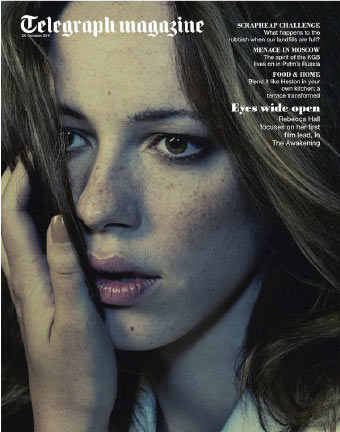 Telegraph magazine
29 October 2011
SCRAPHEAP CHALLENGE
What happens to the
rubbish when our landfills are full?
MENACE IN MOSCOW
The spirit of the KGB
lives on in Putin's Russia
FOOD & HOME
Blend it like Heston in your
own kitchen; a
terrace transformed
Eyes wide open
Rebecca Hall
focuses on her first
film lead, in
The Awakening